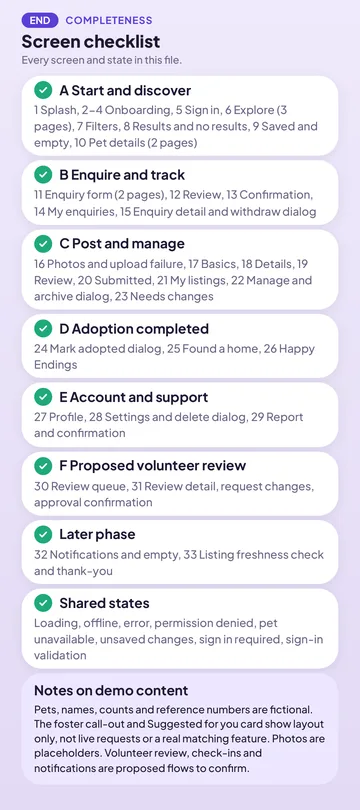 END COMPLETENESS
Screen checklist
Every screen and state in this file.
A Start and discover
1 Splash, 2–4 Onboarding, 5 Sign in, 6 Explore (3
pages), 7 Filters, 8 Results and no results, 9 Saved and
empty, 10 Pet details (2 pages)
B Enquire and track
11 Enquiry form (2 pages), 12 Review, 13 Confirmation,
14 My enquiries, 15 Enquiry detail and withdraw dialog
C Post and manage
16 Photos and upload failure, 17 Basics, 18 Details, 19
Review, 20 Submitted, 21 My listings, 22 Manage and
archive dialog, 23 Needs changes
D Adoption completed
24 Mark adopted dialog, 25 Found a home, 26 Happy
Endings
E Account and support
27 Profile, 28 Settings and delete dialog, 29 Report
and confirmation
F Proposed volunteer review
30 Review queue, 31 Review detail, request changes,
approval confirmation
Later phase
32 Notifications and empty, 33 Listing freshness check
and thank-you
Shared states
Loading, offline, error, permission denied, pet
unavailable, unsaved changes, sign in required, sign-in
validation
Notes on demo content
Pets, names, counts and reference numbers are fictional.
The foster call-out and Suggested for you card show layout
only, not live requests or a real matching feature. Photos are
placeholders. Volunteer review, check-ins and
notifications are proposed flows to confirm.